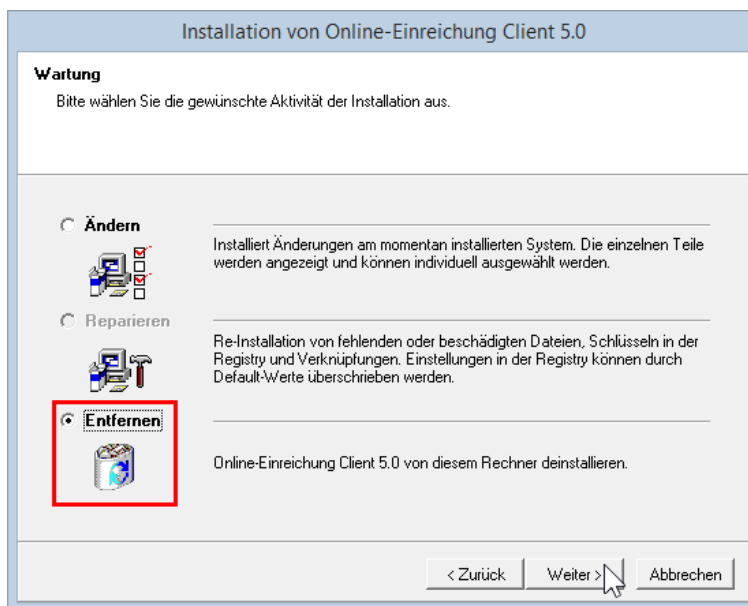 Installation von Online-Einreichung Client 5.0
Wartung
Bitte wählen Sie die gewünschte Aktivität der Installation aus.
Ändern
Installiert Änderungen am momentan installierten System. Die einzelnen Teile
werden angezeigt und können individuell ausgewählt werden.
Reparieren
Re-Installation von fehlenden oder beschädigten Dateien, Schlüsseln in der
Registry und Verknüpfungen. Einstellungen in der Registry können durch
Default-Werte überschrieben werden.
Entfernen
Online-Einreichung Client 5.0 von diesem Rechner deinstallieren.
< Zurück Weiter > Abbrechen